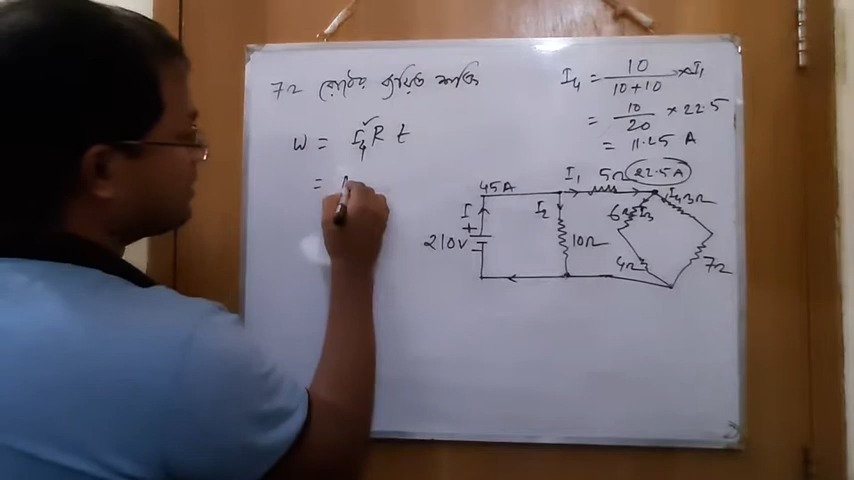 7Ω রোধের ব্যয়িত শক্তি
W = I₄² R t
=
I₄ = 10/(10+10) × I₁
= 10/20 × 22.5
= 11.25 A
45A I₁ 5Ω 22.5A
I I₂ 6Ω I₃ I₄ 3Ω
+
210V 10Ω 4Ω 7Ω